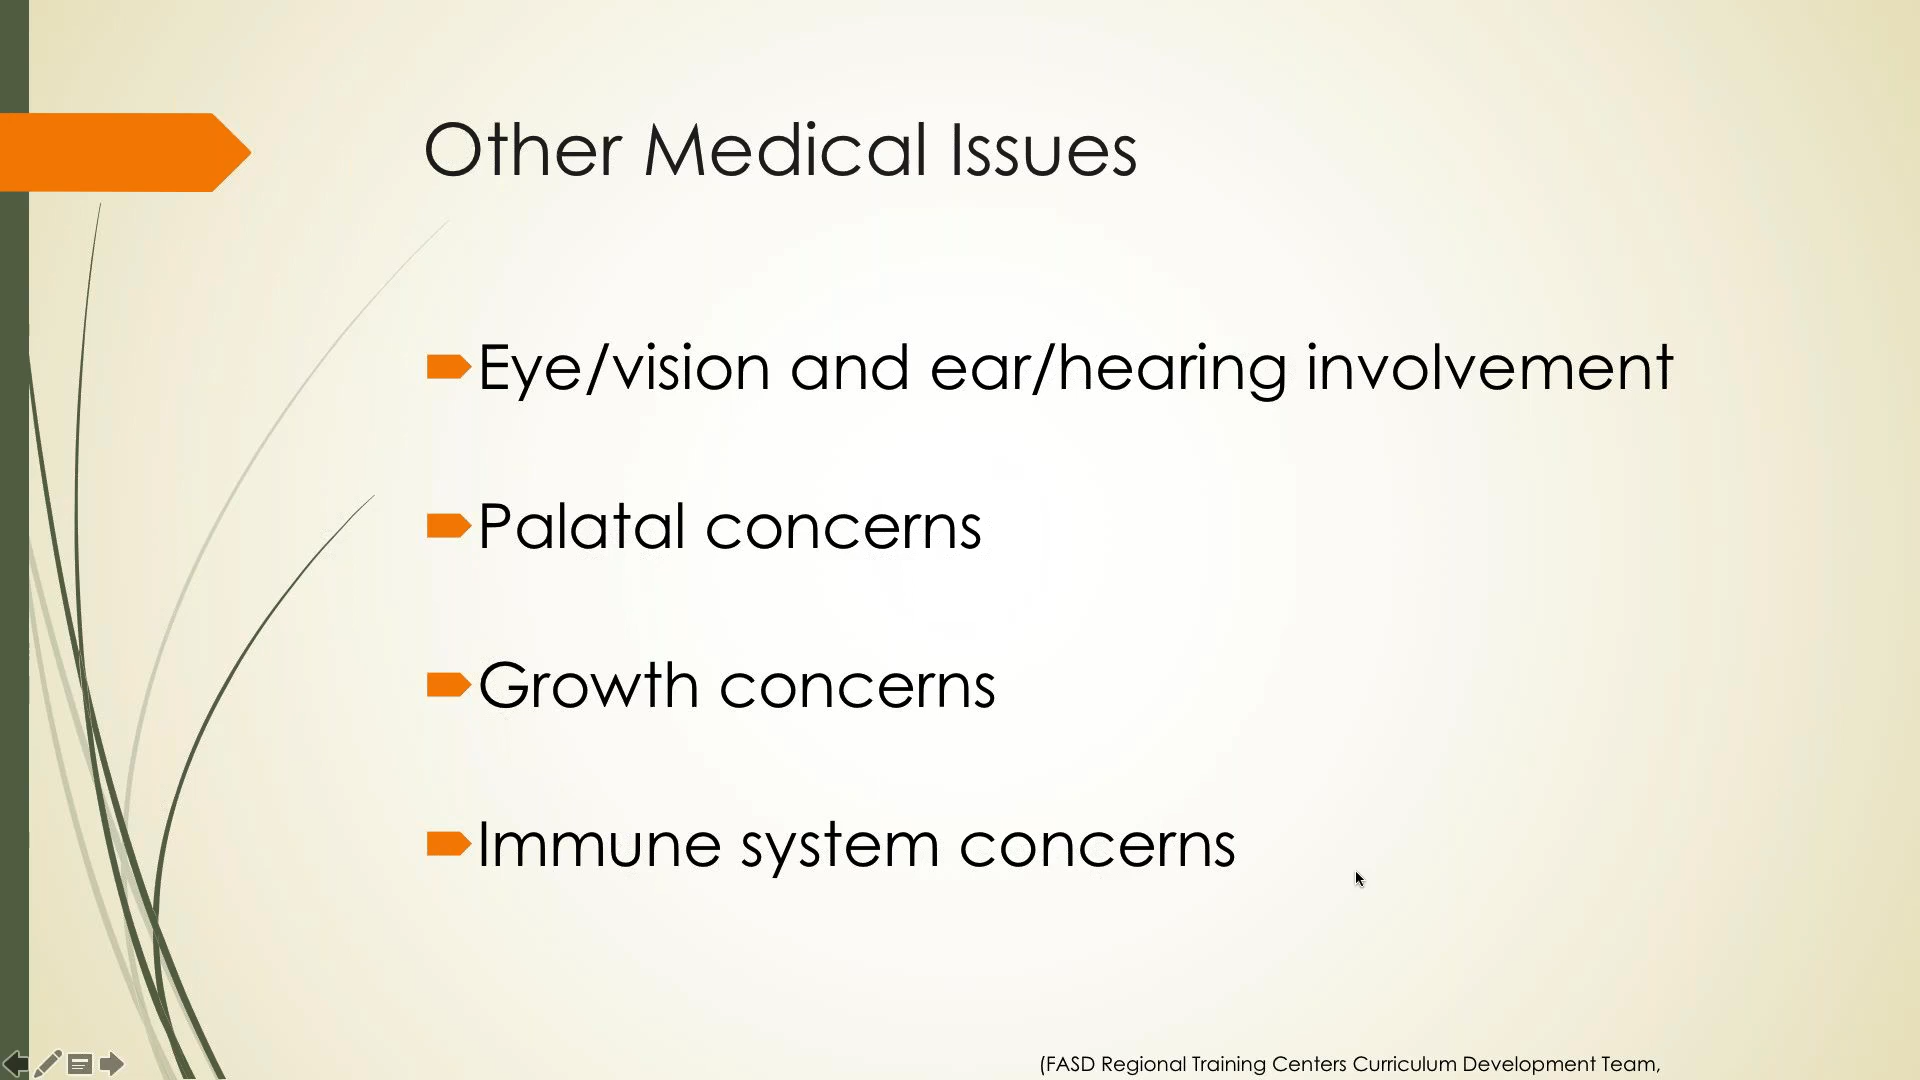 Other Medical Issues
Eye/vision and ear/hearing involvement
Palatal concerns
Growth concerns
Immune system concerns
(FASD Regional Training Centers Curriculum Development Team,